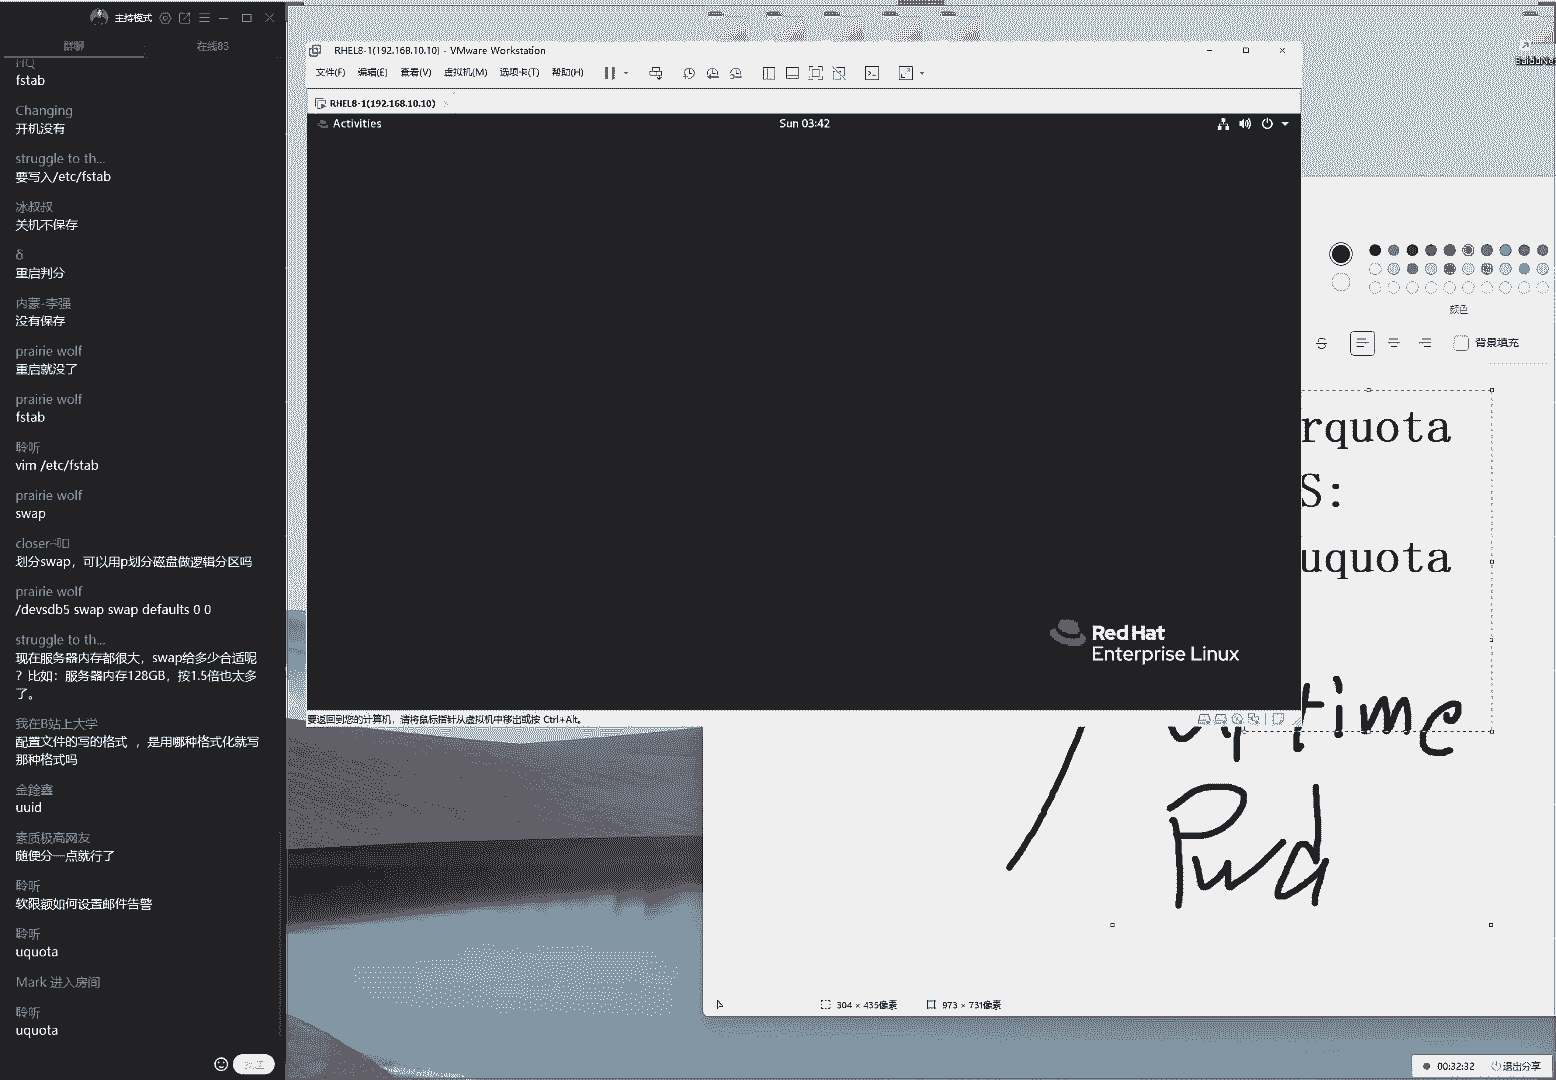 主持模式
群聊
在线83
HQ
fstab
Changing
开机没有
struggle to th...
要写入/etc/fstab
冰叔叔
关机不保存
δ
重启判分
内蒙-李强
没有保存
prairie wolf
重启就没了
prairie wolf
fstab
聆听
vim /etc/fstab
prairie wolf
swap
closer
划分swap，可以用p划分磁盘做逻辑分区吗
prairie wolf
/devsdb5 swap swap defaults 0 0
struggle to th...
现在服务器内存都很大，swap给多少合适呢
？比如：服务器内存128GB，按1.5倍也太多
了。
我在B站上大学
配置文件的写的格式 ，是用哪种格式化就写
那种格式吗
金鎗鑫
uuid
素质极高网友
随便分一点就行了
聆听
软限额如何设置邮件告警
聆听
uquota
Mark 进入房间
聆听
uquota
发送
RHEL8-1(192.168.10.10) - VMware Workstation
文件(F) 编辑(E) 查看(V) 虚拟机(M) 选项卡(T) 帮助(H)
RHEL8-1(192.168.10.10)
Activities
Sun 03:42
Red Hat
Enterprise Linux
要返回到您的计算机，请将鼠标指针从虚拟机中移出或按 Ctrl+Alt。
BaiduNe
颜色
背景填充
rquota
S:
uquota
uptime
Pwd
304 × 435像素
973 × 731像素
00:32:32
退出分享